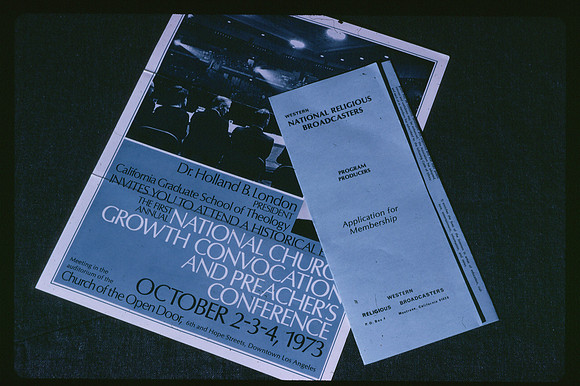 Dr. Holland B. London
PRESIDENT
California Graduate School of Theology
INVITES YOU TO ATTEND A HISTORICAL
THE FIRST
ANNUAL
NATIONAL CHURCH
GROWTH CONVOCATION
AND PREACHER'S
CONFERENCE
OCTOBER 2-3-4, 1973
Meeting in the
auditorium of the
Church of the Open Door, 6th and Hope Streets, Downtown Los Angeles
WESTERN
NATIONAL RELIGIOUS
BROADCASTERS
PROGRAM
PRODUCERS
Application for
Membership
WESTERN
RELIGIOUS BROADCASTERS
P.O. Box
Montrose, California